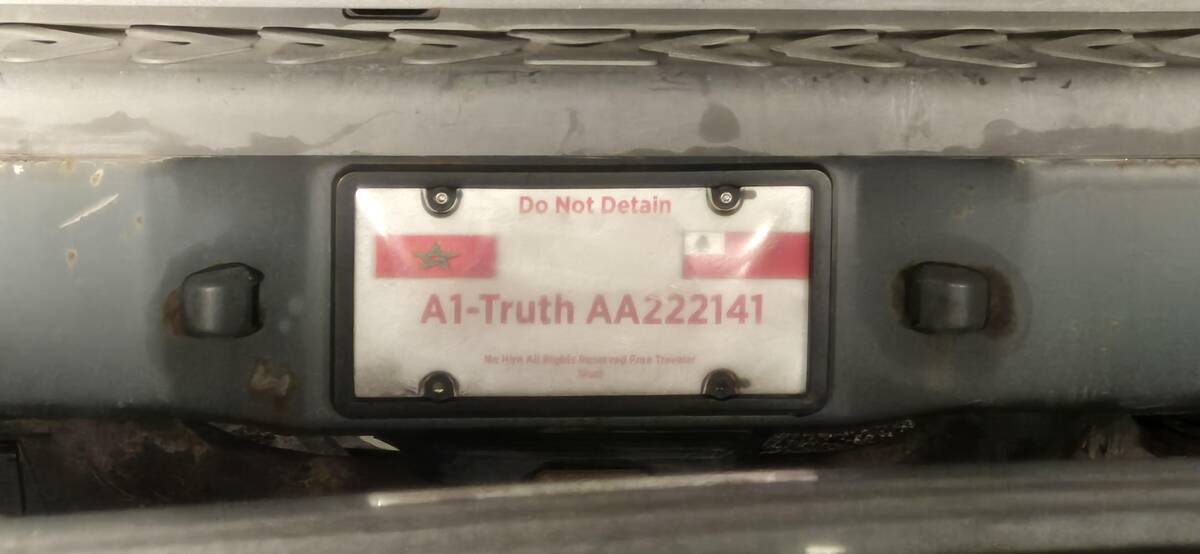 Do Not Detain
A1-Truth AA222141
No Hire All Rights Reserved Free Traveler